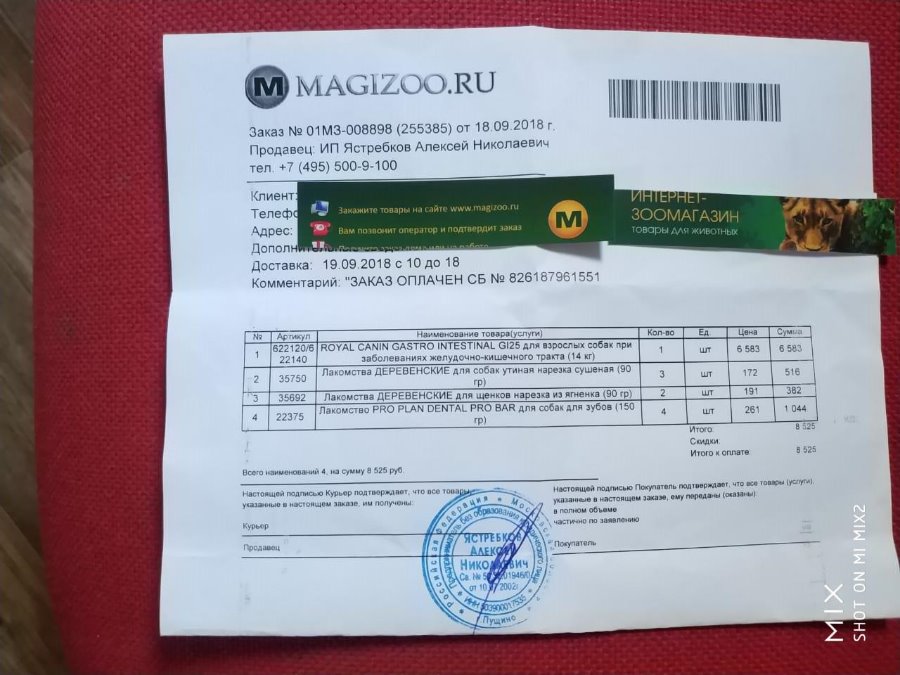 M MAGIZOO.RU
Заказ № 01МЗ-008898 (255385) от 18.09.2018 г.
Продавец: ИП Ястребков Алексей Николаевич
тел. +7 (495) 500-9-100
Клиент:
Телефо
Адрес:
Дополнител
Закажите товары на сайте www.magizoo.ru
Вам позвонит оператор и подтвердит заказ
M
ИНТЕРНЕТ-
ЗООМАГАЗИН
товары для животных
Доставка: 19.09.2018 с 10 до 18
Комментарий: "ЗАКАЗ ОПЛАЧЕН СБ № 826187961551
№ Артикул Наименование товара(услуги) Кол-во Ед. Цена Сумма
1 622120/6 ROYAL CANIN GASTRO INTESTINAL GI25 для взрослых собак при 1 шт 6 583 6 583
22140 заболеваниях желудочно-кишечного тракта (14 кг)
2 35750 Лакомства ДЕРЕВЕНСКИЕ для собак утиная нарезка сушеная (90 3 шт 172 516
гр)
3 35692 Лакомства ДЕРЕВЕНСКИЕ для щенков нарезка из ягненка (90 гр) 2 шт 191 382
4 22375 Лакомство PRO PLAN DENTAL PRO BAR для собак для зубов (150 4 шт 261 1 044
гр)
Итого: 8 525
Скидки:
Итого к оплате 8 525
Всего наименований 4, на сумму 8 525 руб.
Настоящей подписью Курьер подтверждает, что все товары,
указанные в настоящем заказе, им получены:
Курьер
Продавец
Настоящей подписью Покупатель подтверждает, что все товары (услуги),
указанные в настоящем заказе, ему переданы (оказаны):
в полном объеме
частично по заявлению
Покупатель
Российская Федерация
ЯСТРЕБКОВ
АЛЕКСЕЙ
НИКОЛАЕВИЧ
Пущино
MIX
SHOT ON MI MIX2